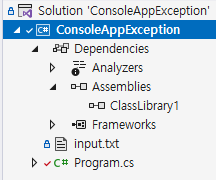 Solution 'ConsoleAppException'
C# ConsoleAppException
Dependencies
Analyzers
Assemblies
ClassLibrary1
Frameworks
input.txt
C# Program.cs